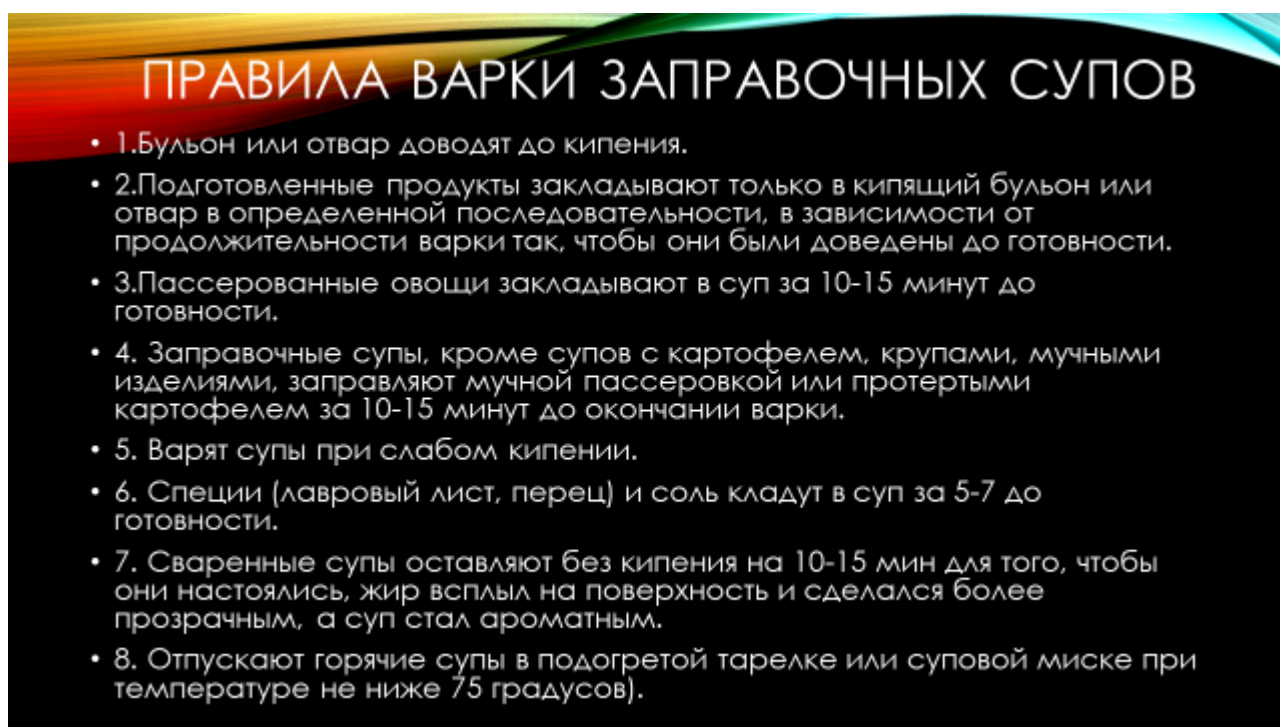 ПРАВИЛА ВАРКИ ЗАПРАВОЧНЫХ СУПОВ
• 1.Бульон или отвар доводят до кипения.
• 2.Подготовленные продукты закладывают только в кипящий бульон или
отвар в определенной последовательности, в зависимости от
продолжительности варки так, чтобы они были доведены до готовности.
• 3.Пассерованные овощи закладывают в суп за 10-15 минут до
готовности.
• 4. Заправочные супы, кроме супов с картофелем, крупами, мучными
изделиями, заправляют мучной пассеровкой или протертыми
картофелем за 10-15 минут до окончании варки.
• 5. Варят супы при слабом кипении.
• 6. Специи (лавровый лист, перец) и соль кладут в суп за 5-7 до
готовности.
• 7. Сваренные супы оставляют без кипения на 10-15 мин для того, чтобы
они настоялись, жир всплыл на поверхность и сделался более
прозрачным, а суп стал ароматным.
• 8. Отпускают горячие супы в подогретой тарелке или суповой миске при
температуре не ниже 75 градусов).